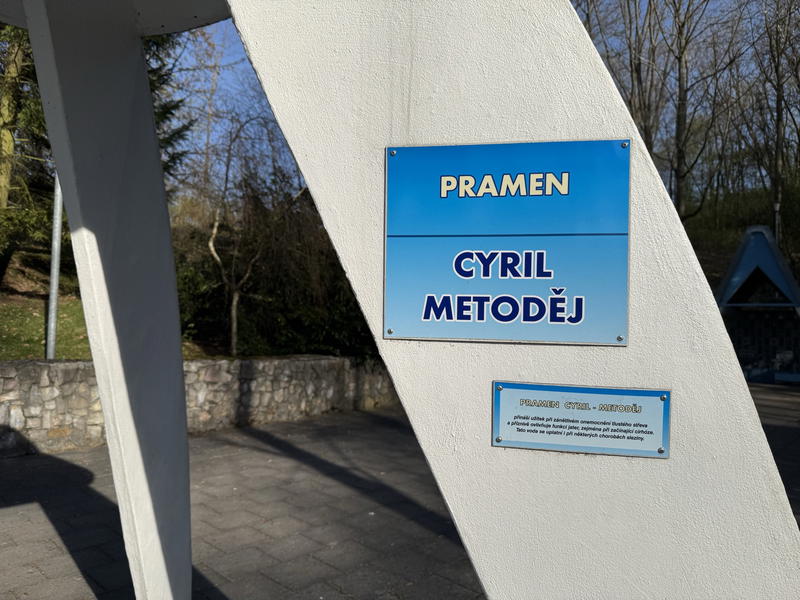 PRAMEN
CYRIL
METODĚJ
PRAMEN CYRIL - METODĚJ
přináší užitek při zánětlivém onemocnění tlustého střeva
a příznivě ovlivňuje funkci jater, zejména při začínající cirhóze.
Tato voda se uplatní i při některých chorobách sleziny.